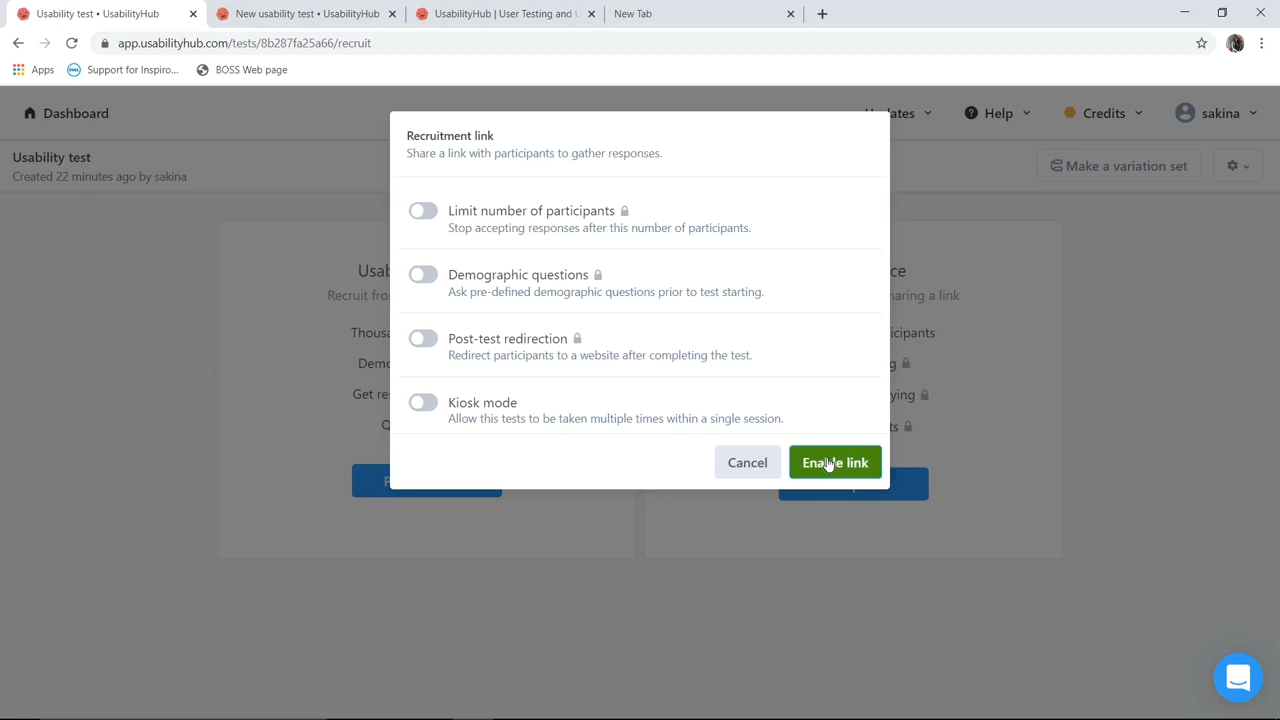 Usability test • UsabilityHub
New usability test • UsabilityHub
UsabilityHub | User Testing and
New Tab
app.usabilityhub.com/tests/8b287fa25a66/recruit
Apps
Support for Inspiro...
BOSS Web page
Dashboard
Help
Credits
sakina
Usability test
Created 22 minutes ago by sakina
Make a variation set
Recruitment link
Share a link with participants to gather responses.
Limit number of participants
Stop accepting responses after this number of participants.
Demographic questions
Ask pre-defined demographic questions prior to test starting.
Post-test redirection
Redirect participants to a website after completing the test.
Kiosk mode
Allow this tests to be taken multiple times within a single session.
Cancel
Enable link